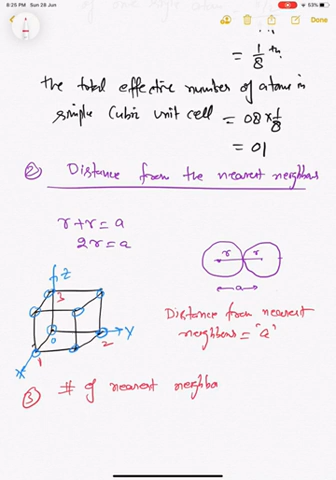 8:25 PM Sun 28 Jun
53%
Done
= 1/8 th
the total effective number of atoms in
simple Cubic unit cell = 08 * 1/8
= 01
② Distance from the nearest neighbors
r + r = a
2r = a
r r
a
Z
3
0
Y
X
1
2
Distance from nearest
neighbors = "a"
③ # of nearest neighbo